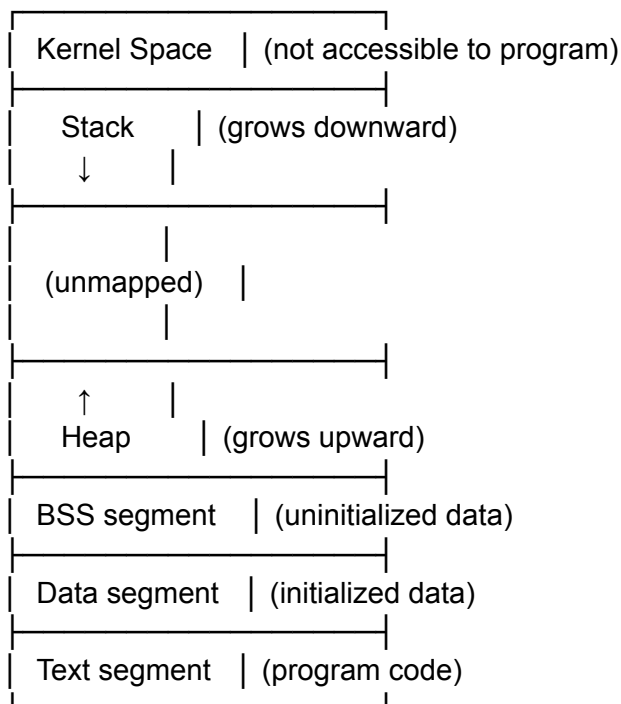 ┌─────────────────────┐
│ Kernel Space │ (not accessible to program)
├─────────────────────┤
│ Stack │ (grows downward)
│ ↓ │
├─────────────────────┤
│ │
│ (unmapped) │
│ │
├─────────────────────┤
│ ↑ │
│ Heap │ (grows upward)
├─────────────────────┤
│ BSS segment │ (uninitialized data)
├─────────────────────┤
│ Data segment │ (initialized data)
├─────────────────────┤
│ Text segment │ (program code)